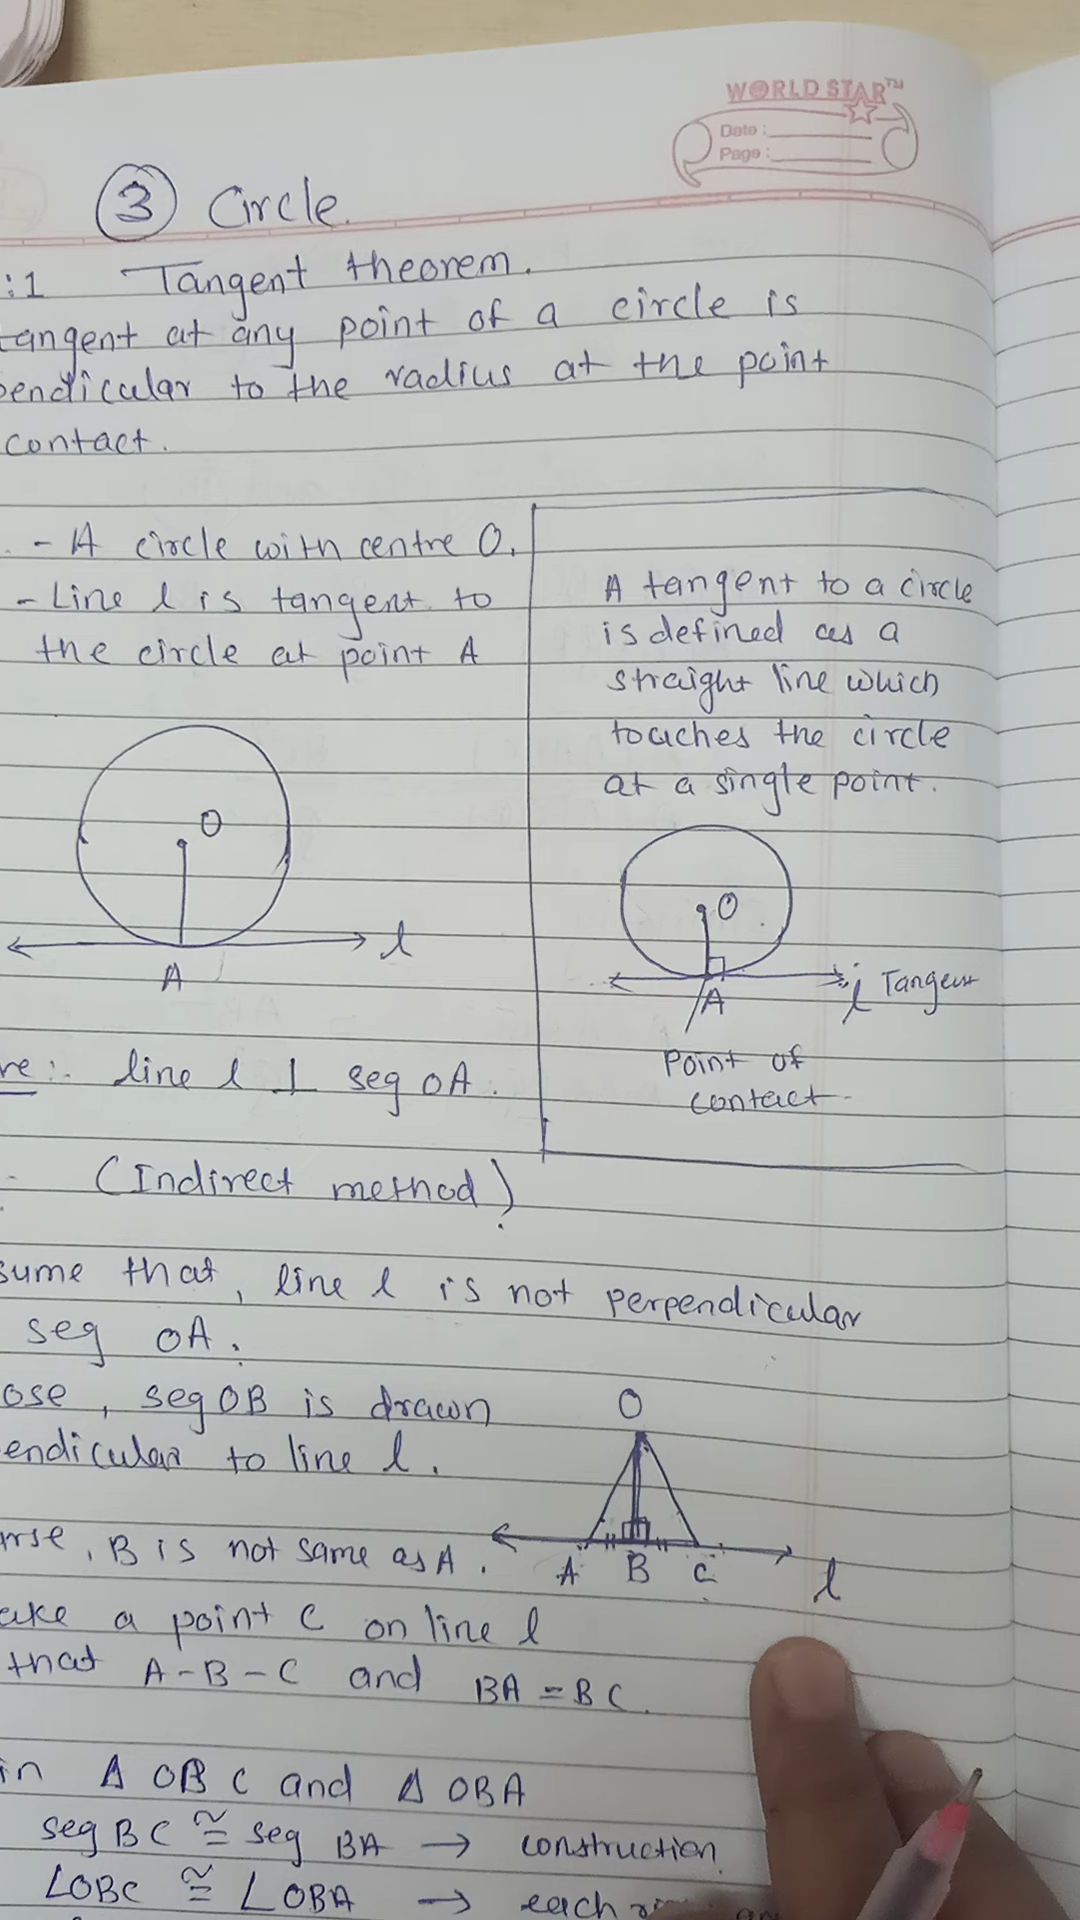 WORLD STAR™
Date :
Page :
3 Circle.
:1 Tangent theorem.
tangent at any point of a circle is
pendicular to the radius at the point
contact.
- A circle with centre O.
- Line l is tangent to
the circle at point A
O
l
A
A tangent to a circle
is defined as a
straight line which
touches the circle
at a single point.
O
A
l Tangent
Point of
contact
ve :- line l ⊥ seg OA.
(Indirect method)
sume that, line l is not perpendicular
seg OA.
ose, seg OB is drawn
endicular to line l.
O
A B C
l
B is not same as A.
ake a point C on line l
that A-B-C and BA = BC.
in Δ OBC and Δ OBA
seg BC ≅ seg BA → construction
∠OBC ≅ ∠OBA → each